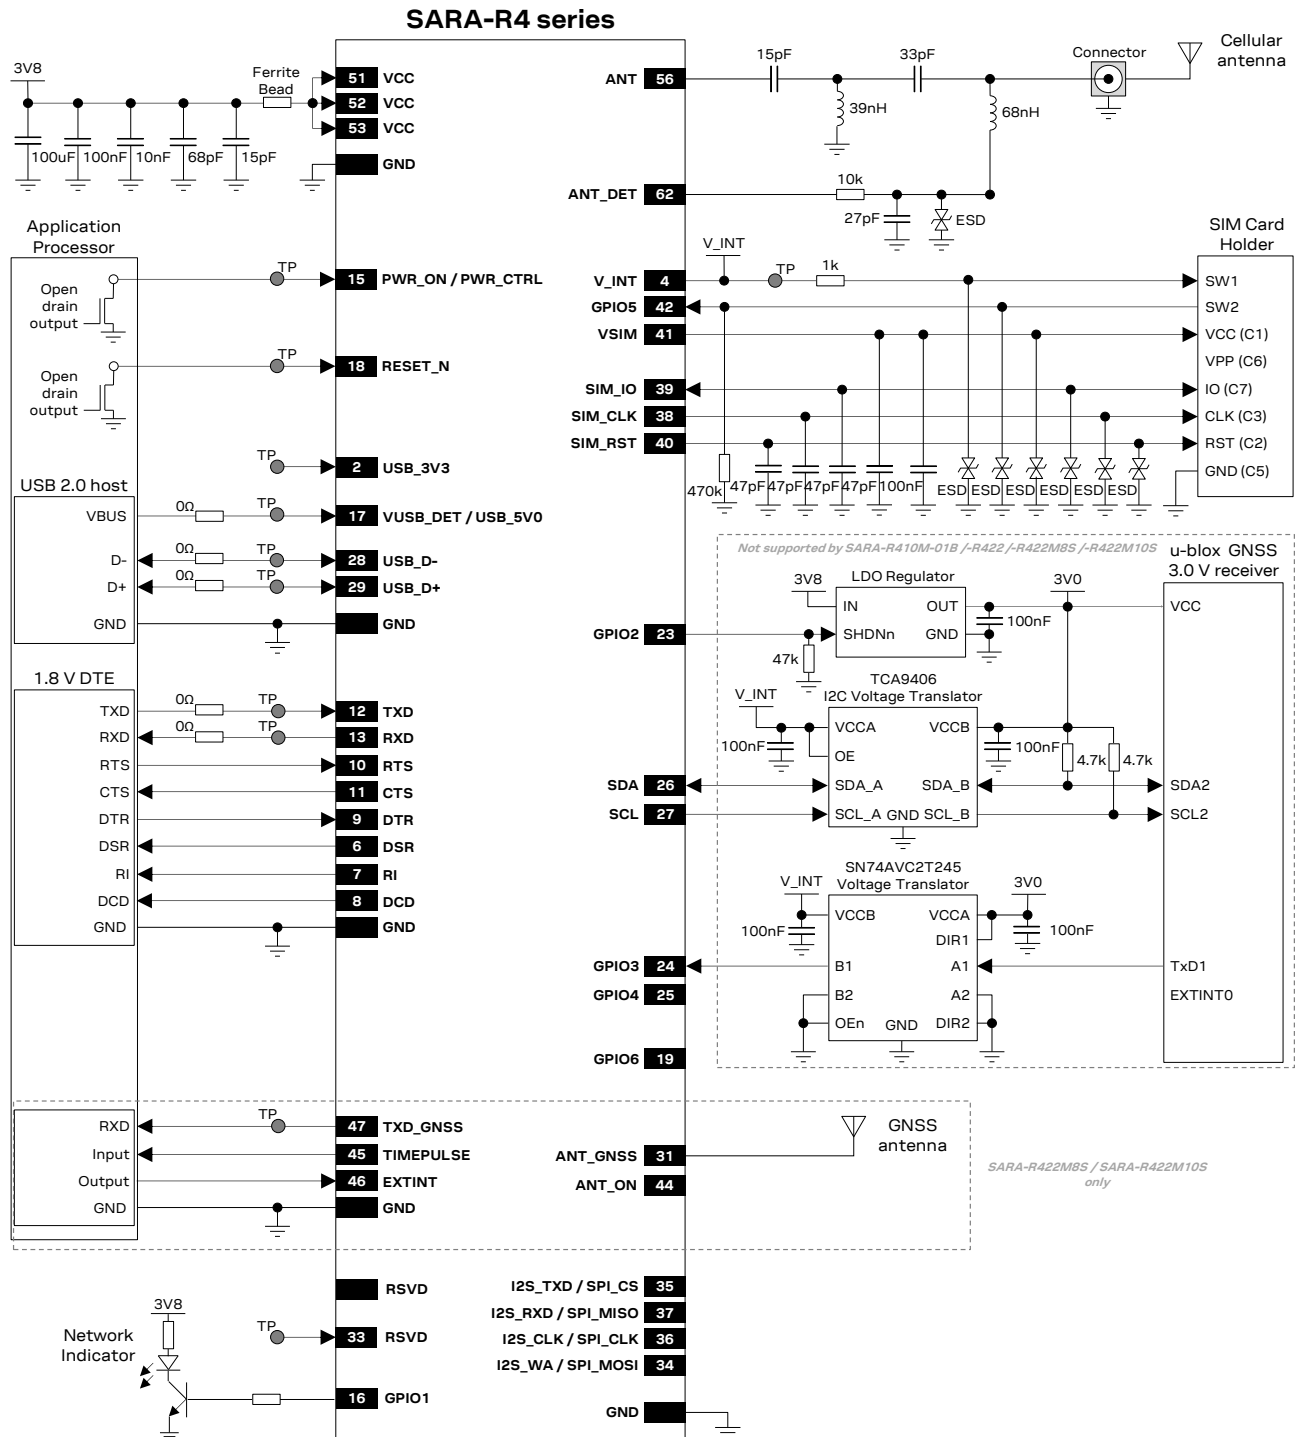 SARA-R4 series
3V8
Ferrite
Bead
100uF 100nF 10nF 68pF 15pF
51 VCC
52 VCC
53 VCC
GND
ANT 56
15pF
33pF
39nH
68nH
Connector
Cellular
antenna
ANT_DET 62
10k
27pF
ESD
Application
Processor
Open
drain
output
TP
15 PWR_ON / PWR_CTRL
Open
drain
output
TP
18 RESET_N
TP
2 USB_3V3
V_INT
TP
1k
V_INT 4
GPIO5 42
VSIM 41
SIM_IO 39
SIM_CLK 38
SIM_RST 40
470k
47pF 47pF 47pF 47pF 100nF
ESD ESD ESD ESD ESD ESD
SIM Card
Holder
SW1
SW2
VCC (C1)
VPP (C6)
IO (C7)
CLK (C3)
RST (C2)
GND (C5)
USB 2.0 host
VBUS 0Ω TP 17 VUSB_DET / USB_5V0
D- 0Ω TP 28 USB_D-
D+ 0Ω TP 29 USB_D+
GND GND
1.8 V DTE
TXD 0Ω TP 12 TXD
RXD 0Ω TP 13 RXD
RTS 10 RTS
CTS 11 CTS
DTR 9 DTR
DSR 6 DSR
RI 7 RI
DCD 8 DCD
GND GND
Not supported by SARA-R410M-01B /-R422 /-R422M8S /-R422M10S
u-blox GNSS
3.0 V receiver
3V8
LDO Regulator
3V0
IN OUT
SHDNn GND
100nF
VCC
GPIO2 23
47k
TCA9406
I2C Voltage Translator
V_INT
VCCA VCCB
OE
100nF
100nF
4.7k 4.7k
SDA 26 SDA_A SDA_B SDA2
SCL 27 SCL_A GND SCL_B SCL2
SN74AVC2T245
Voltage Translator
V_INT
3V0
VCCB VCCA
DIR1
100nF
100nF
GPIO3 24 B1 A1 TxD1
GPIO4 25 B2 A2 EXTINT0
OEn GND DIR2
GPIO6 19
RXD TP 47 TXD_GNSS
Input 45 TIMEPULSE
Output 46 EXTINT
GND GND
ANT_GNSS 31
ANT_ON 44
GNSS
antenna
SARA-R422M8S / SARA-R422M10S
only
RSVD
3V8
Network
Indicator
TP
33 RSVD
16 GPIO1
I2S_TXD / SPI_CS 35
I2S_RXD / SPI_MISO 37
I2S_CLK / SPI_CLK 36
I2S_WA / SPI_MOSI 34
GND